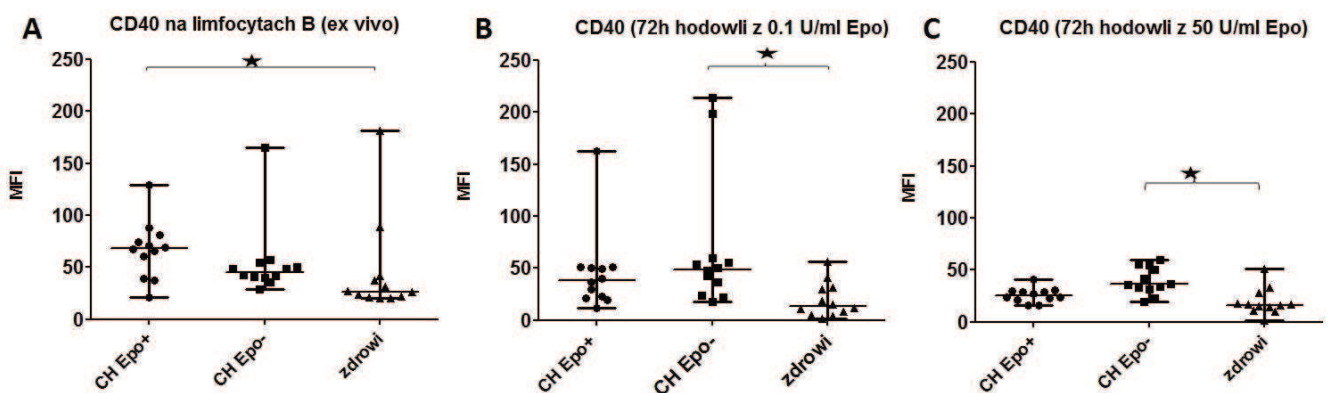 A
CD40 na limfocytach B (ex vivo)
250
200
150
100
50
0
MFI
CH Epo+
CH Epo-
zdrowi
B
CD40 (72h hodowli z 0.1 U/ml Epo)
250
200
150
100
50
0
MFI
CH Epo+
CH Epo-
zdrowi
C
CD40 (72h hodowli z 50 U/ml Epo)
250
200
150
100
50
0
MFI
CH Epo+
CH Epo-
zdrowi